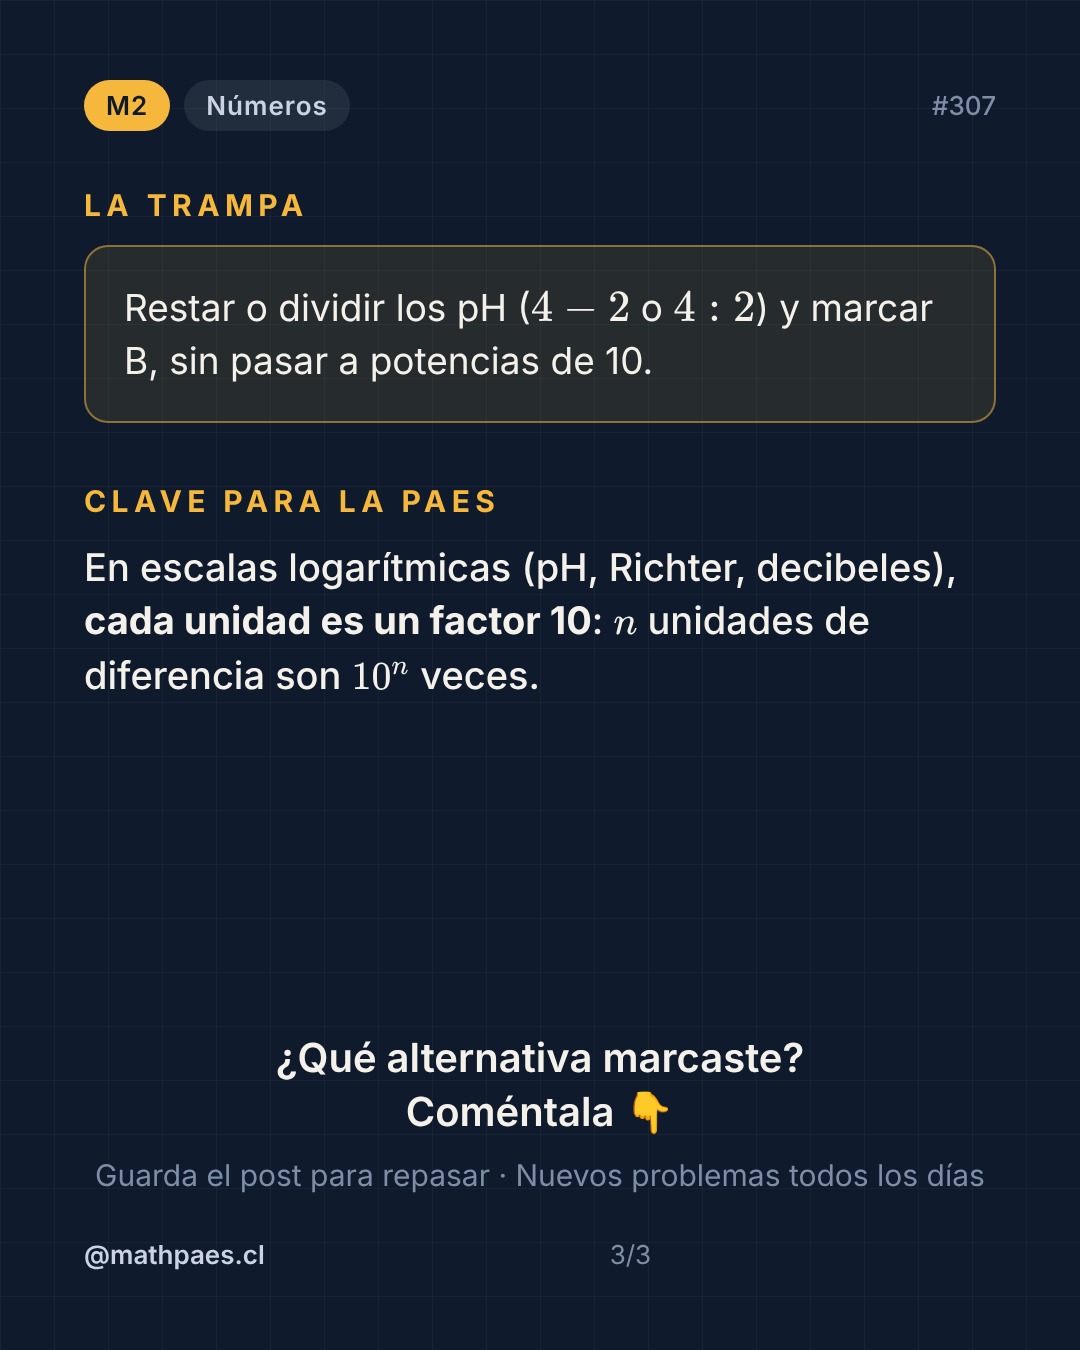 M2 Números #307
LA TRAMPA
Restar o dividir los pH (4 − 2 o 4 : 2) y marcar
B, sin pasar a potencias de 10.
CLAVE PARA LA PAES
En escalas logarítmicas (pH, Richter, decibeles),
cada unidad es un factor 10: n unidades de
diferencia son 10ⁿ veces.
¿Qué alternativa marcaste?
Coméntala 👇
Guarda el post para repasar · Nuevos problemas todos los días
@mathpaes.cl 3/3